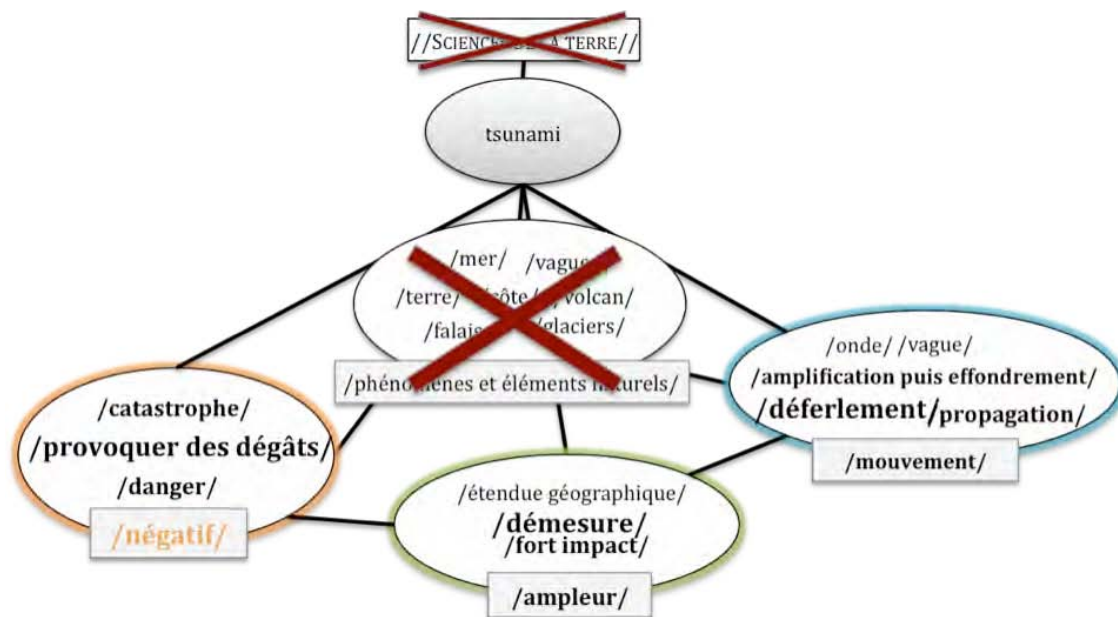 //SCIENCES DE LA TERRE//
tsunami
/mer/ /vague/
/terre/ /côte/ /volcan/
/falais /glaciers/
/phénomènes et éléments naturels/
/onde/ /vague/
/amplification puis effondrement/
/déferlement/propagation/
/mouvement/
/catastrophe/
/provoquer des dégâts/
/danger/
/négatif/
/étendue géographique/
/démesure/
/fort impact/
/ampleur/